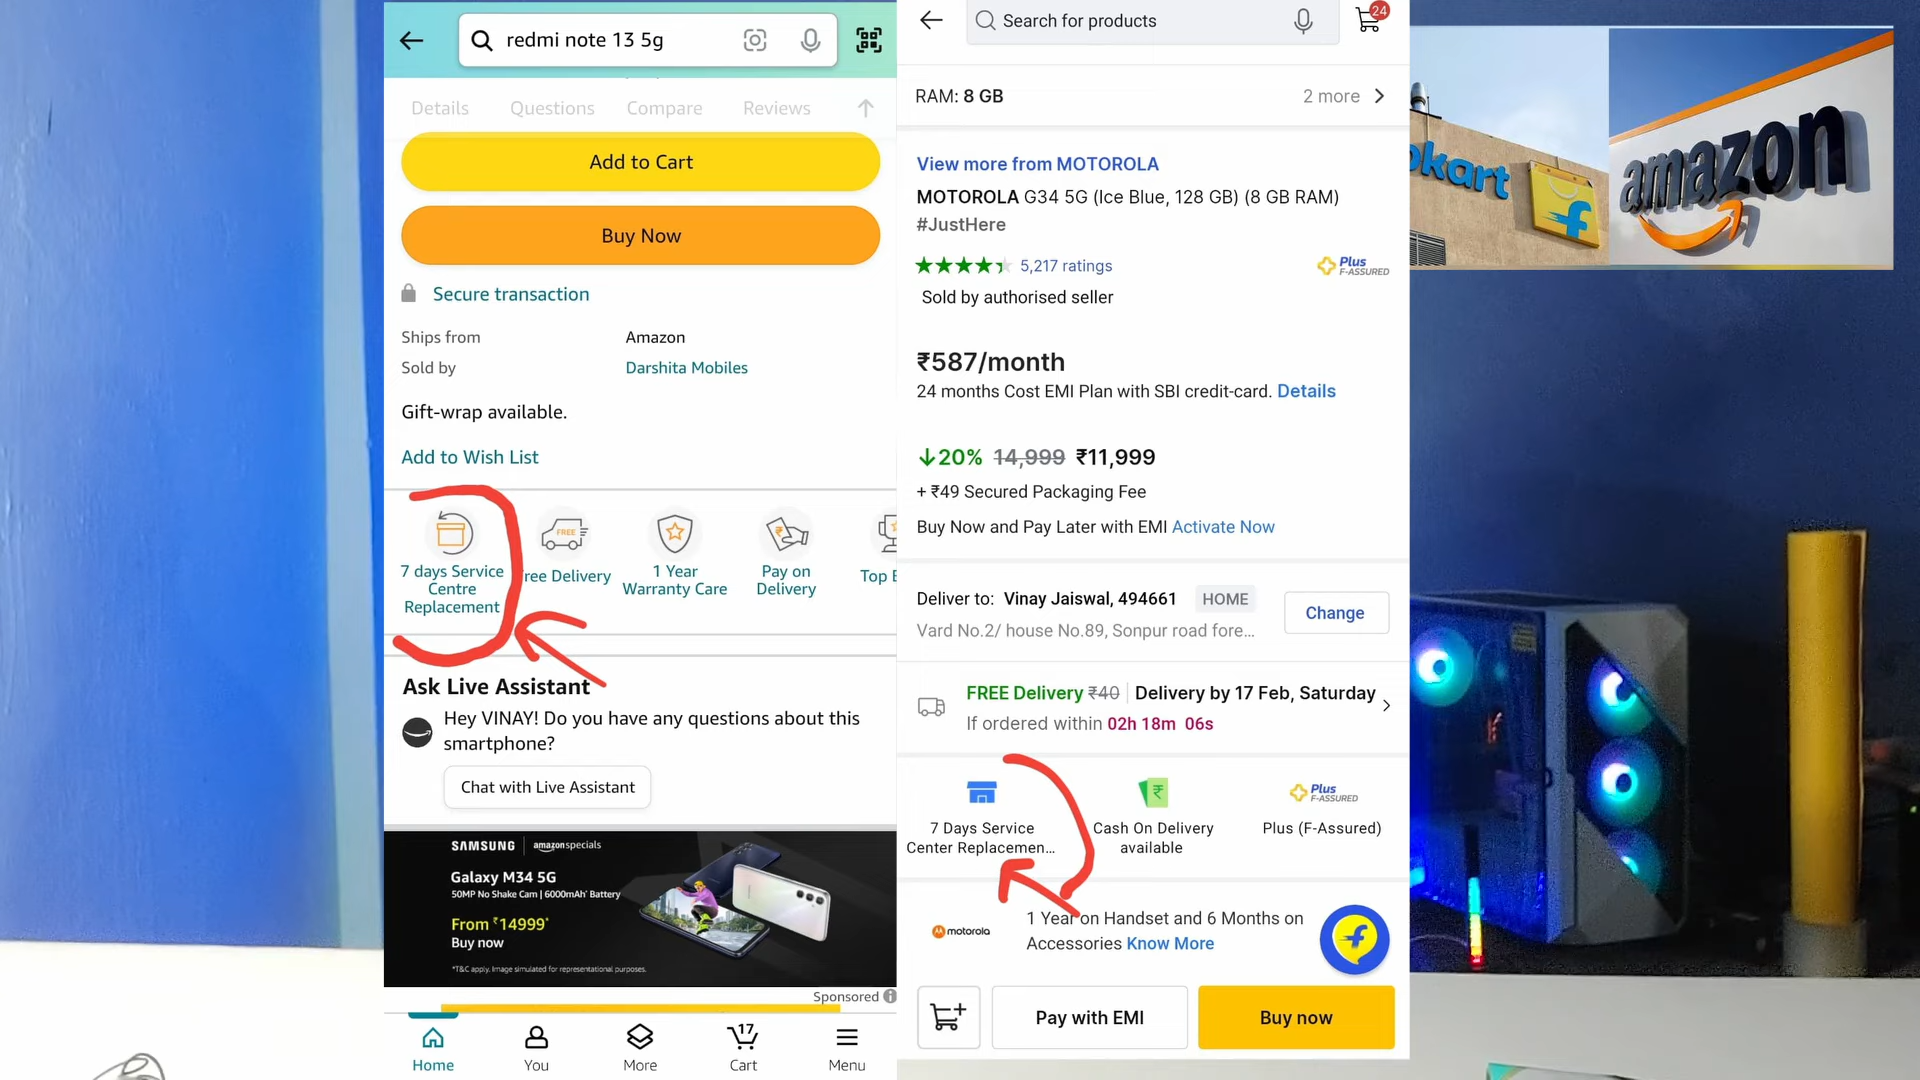 redmi note 13 5g
Details Questions Compare Reviews
Add to Cart
Buy Now
Secure transaction
Ships from Amazon
Sold by Darshita Mobiles
Gift-wrap available.
Add to Wish List
7 days Service
Centre
Replacement
ree Delivery
FREE
1 Year
Warranty Care
Pay on
Delivery
Top
Ask Live Assistant
Hey VINAY! Do you have any questions about this
smartphone?
Chat with Live Assistant
SAMSUNG | amazonspecials
Galaxy M34 5G
50MP No Shake Cam | 6000mAh* Battery
From ₹14999*
Buy now
*T&C apply. Image simulated for representational purposes.
Sponsored
17
Home You More Cart Menu
Search for products
24
RAM: 8 GB 2 more
View more from MOTOROLA
MOTOROLA G34 5G (Ice Blue, 128 GB) (8 GB RAM)
#JustHere
5,217 ratings
Plus
F-ASSURED
Sold by authorised seller
₹587/month
24 months Cost EMI Plan with SBI credit-card. Details
20% 14,999 ₹11,999
+ ₹49 Secured Packaging Fee
Buy Now and Pay Later with EMI Activate Now
Deliver to: Vinay Jaiswal, 494661 HOME
Change
Vard No.2/ house No.89, Sonpur road fore...
FREE Delivery ₹40 | Delivery by 17 Feb, Saturday
If ordered within 02h 18m 06s
7 Days Service
Center Replacemen...
Cash On Delivery
available
Plus
F-ASSURED
Plus (F-Assured)
motorola
1 Year on Handset and 6 Months on
Accessories Know More
Pay with EMI
Buy now
kart
amazon